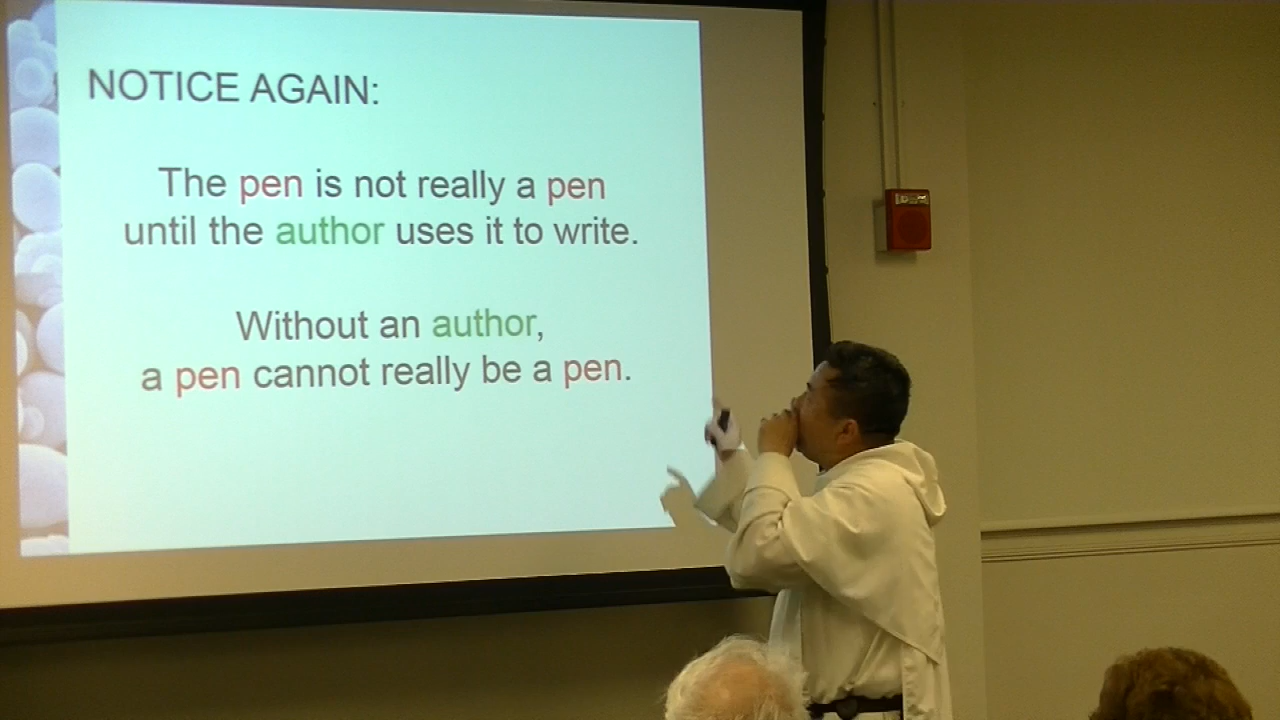 NOTICE AGAIN:
The pen is not really a pen
until the author uses it to write.
Without an author,
a pen cannot really be a pen.